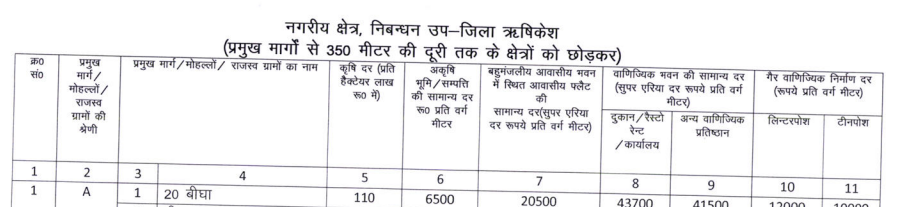 नगरीय क्षेत्र, निबन्धन उप–जिला ऋषिकेश
(प्रमुख मार्गों से 350 मीटर की दूरी तक के क्षेत्रों को छोड़कर)
क्र0 सं0
प्रमुख मार्ग / मोहल्लों / राजस्व ग्रामों की श्रेणी
प्रमुख मार्ग/मोहल्लों/ राजस्व ग्रामों का नाम
कृषि दर (प्रति हैक्टेयर लाख रू0 में)
अकृषि भूमि/सम्पत्ति की सामान्य दर रू0 प्रति वर्ग मीटर
बहुमंजलीय आवासीय भवन में स्थित आवासीय फ्लैट की सामान्य दर(सुपर एरिया दर रूपये प्रति वर्ग मीटर)
वाणिज्यिक भवन की सामान्य दर (सुपर एरिया दर रूपये प्रति वर्ग मीटर)
दुकान/रैस्टोरेन्ट /कार्यालय
अन्य वाणिज्यिक प्रतिष्ठान
गैर वाणिज्यिक निर्माण दर (रूपये प्रति वर्ग मीटर)
लिन्टरपोश
टीनपोश
1 2 3 4 5 6 7 8 9 10 11
1 A 1 20 बीघा 110 6500 20500 43700 41500 12000 10000